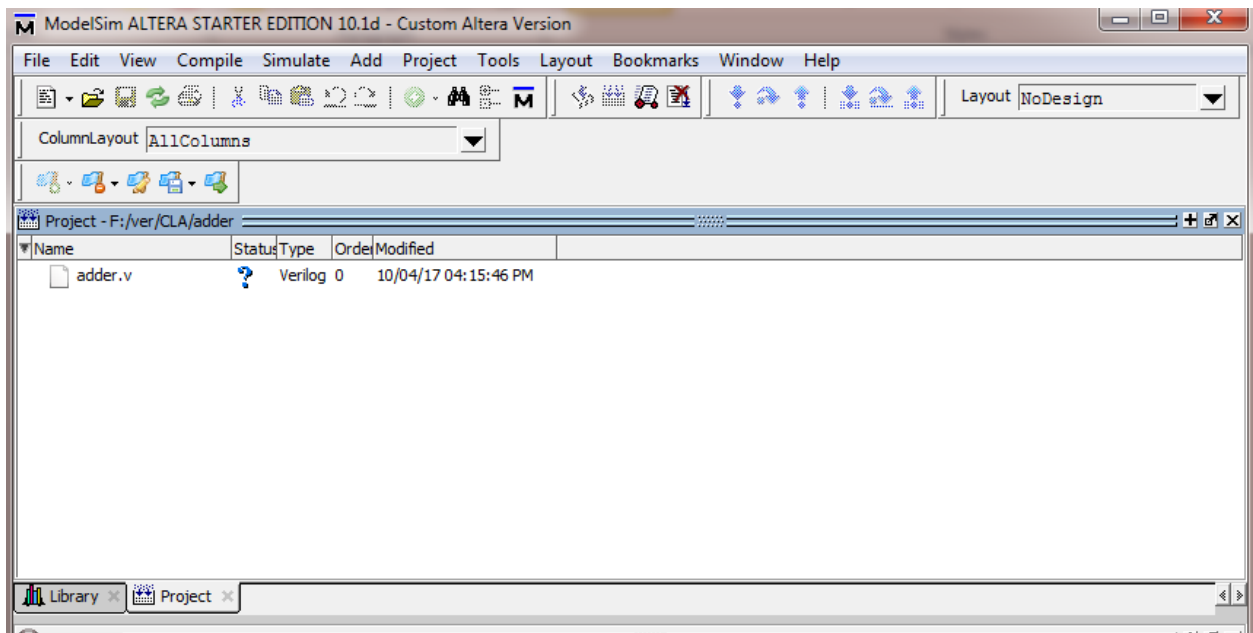 ModelSim ALTERA STARTER EDITION 10.1d - Custom Altera Version
File Edit View Compile Simulate Add Project Tools Layout Bookmarks Window Help
Layout NoDesign
ColumnLayout AllColumns
Project - F:/ver/CLA/adder
Name Status Type Order Modified
adder.v Verilog 0 10/04/17 04:15:46 PM
Library Project